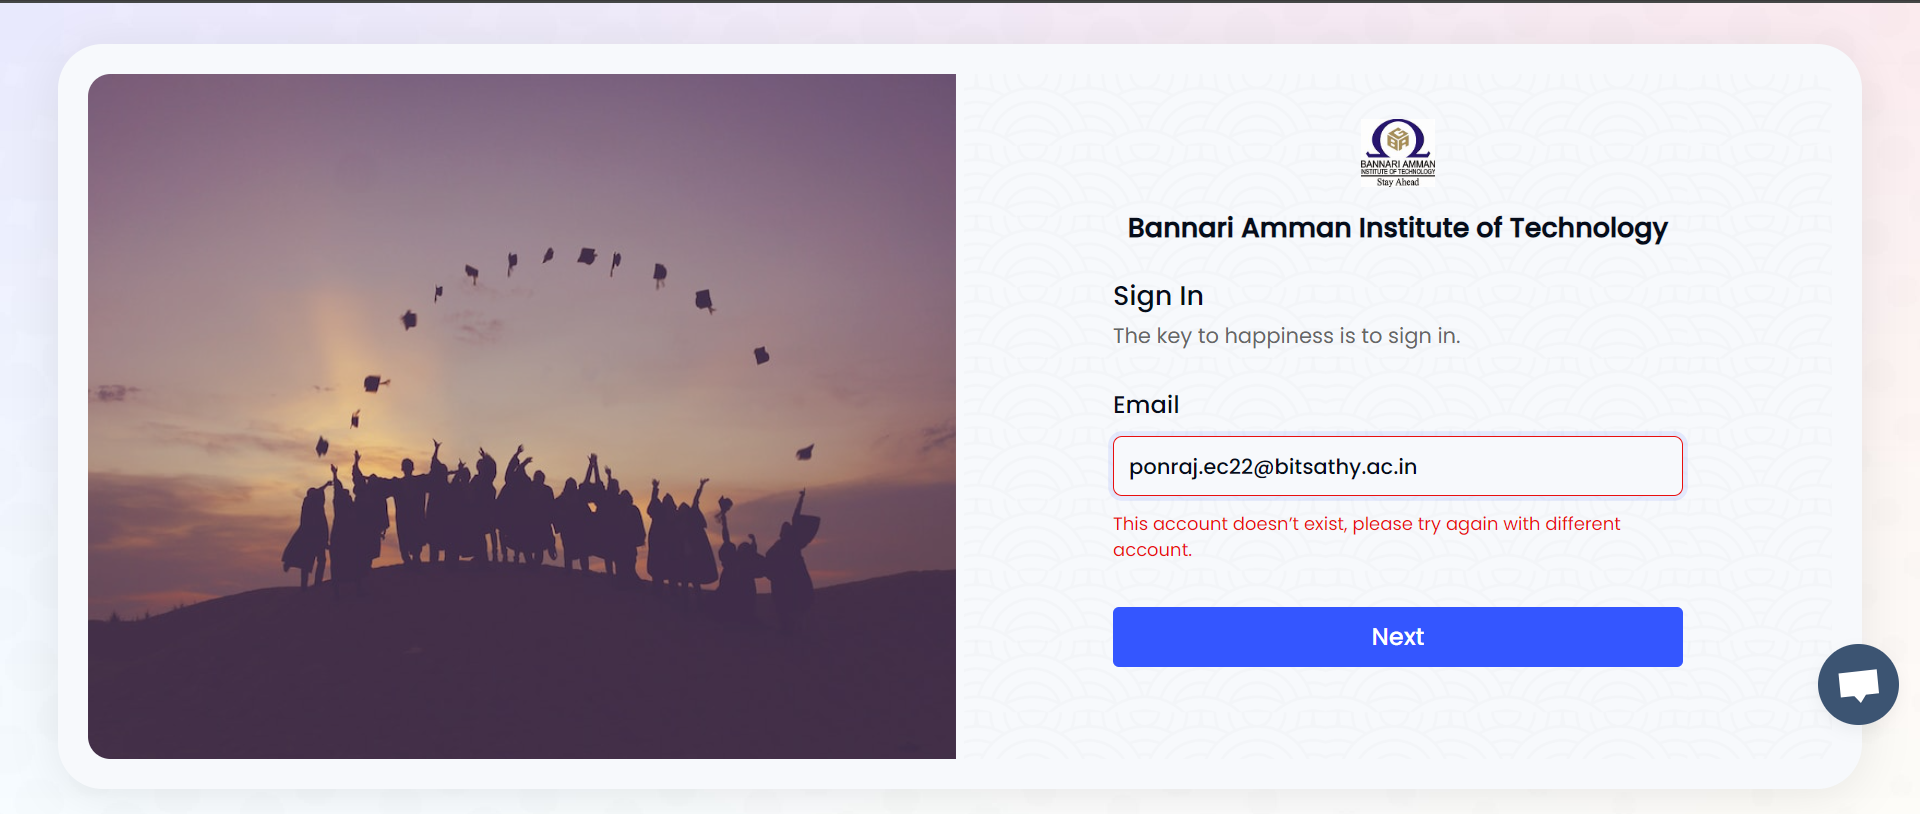 BANNARI AMMAN
INSTITUTE OF TECHNOLOGY
Stay Ahead
Bannari Amman Institute of Technology
Sign In
The key to happiness is to sign in.
Email
ponraj.ec22@bitsathy.ac.in
This account doesn’t exist, please try again with different
account.
Next